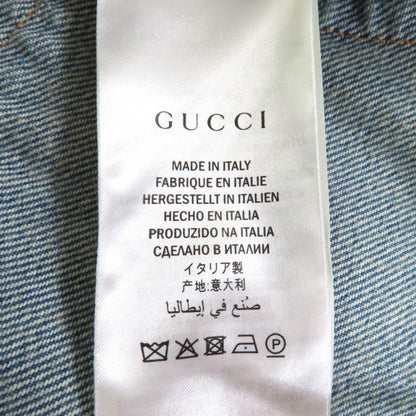 GUCCI
MADE IN ITALY
FABRIQUE EN ITALIE
HERGESTELLT IN ITALIEN
HECHO EN ITALIA
PRODUZIDO NA ITALIA
СДЕЛАНО В ИТАЛИИ
イタリア製
产地:意大利
صُنع في إيطاليا
P